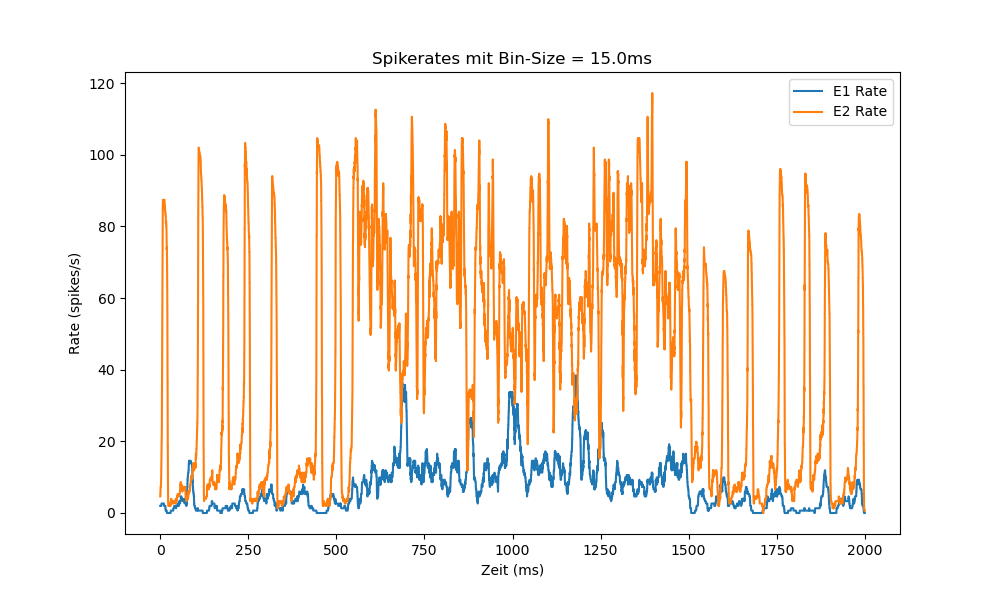 Spikerates mit Bin-Size = 15.0ms
E1 Rate
E2 Rate
120
100
80
60
40
20
0
Rate (spikes/s)
0 250 500 750 1000 1250 1500 1750 2000
Zeit (ms)